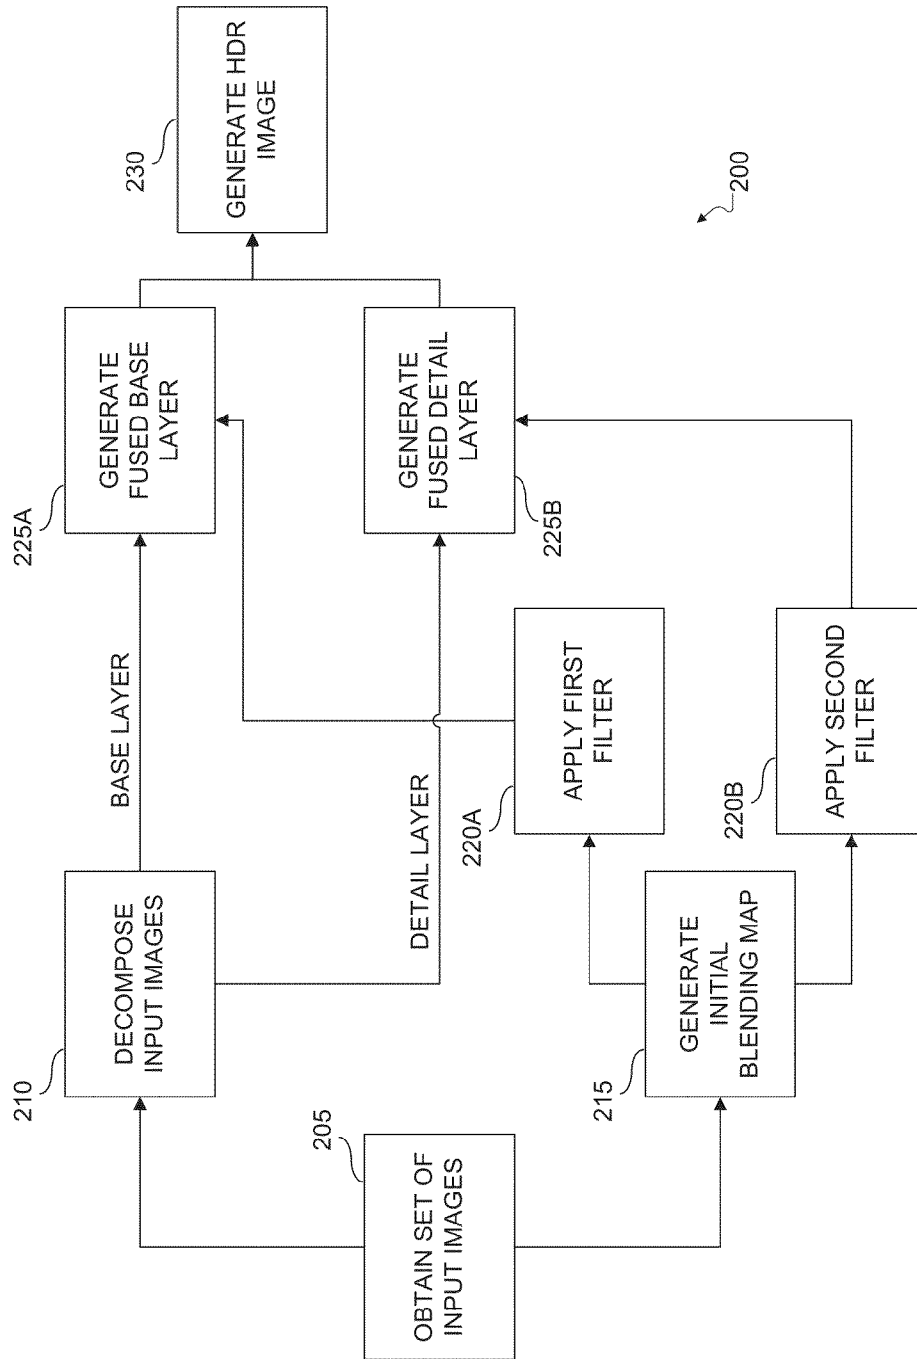 205
OBTAIN SET OF
INPUT IMAGES
210
DECOMPOSE
INPUT IMAGES
215
GENERATE
INITIAL
BLENDING MAP
BASE LAYER
DETAIL LAYER
220A
APPLY FIRST
FILTER
220B
APPLY SECOND
FILTER
225A
GENERATE
FUSED BASE
LAYER
225B
GENERATE
FUSED DETAIL
LAYER
230
GENERATE HDR
IMAGE
200